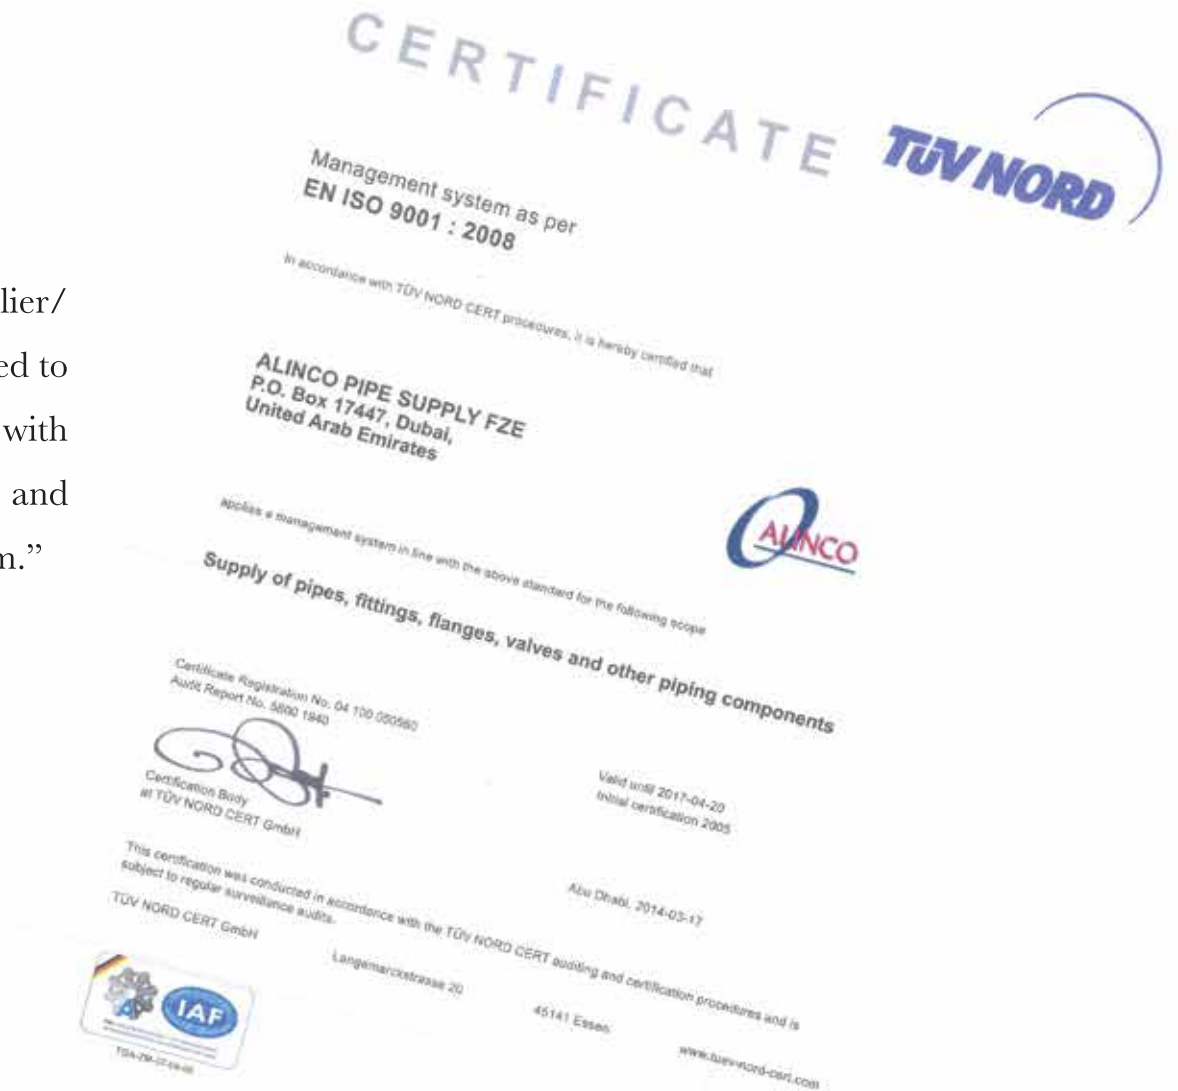 lier/
ed to
with
and
m.”
CERTIFICATE
TÜV NORD
Management system as per
EN ISO 9001 : 2008
In accordance with TÜV NORD CERT procedures, it is hereby certified that
ALINCO PIPE SUPPLY FZE
P.O. Box 17447, Dubai,
United Arab Emirates
ALINCO
applies a management system in line with the above standard for the following scope
Supply of pipes, fittings, flanges, valves and other piping components
Certificate Registration No. 04 100 050560
Audit Report No. 5800 1940
Certification Body
at TÜV NORD CERT GmbH
Valid until 2017-04-20
Initial certification 2005
Abu Dhabi, 2014-03-17
This certification was conducted in accordance with the TÜV NORD CERT auditing and certification procedures and is
subject to regular surveillance audits.
TÜV NORD CERT GmbH
Langemarckstrasse 20
45141 Essen
www.tuev-nord-cert.com
IAF